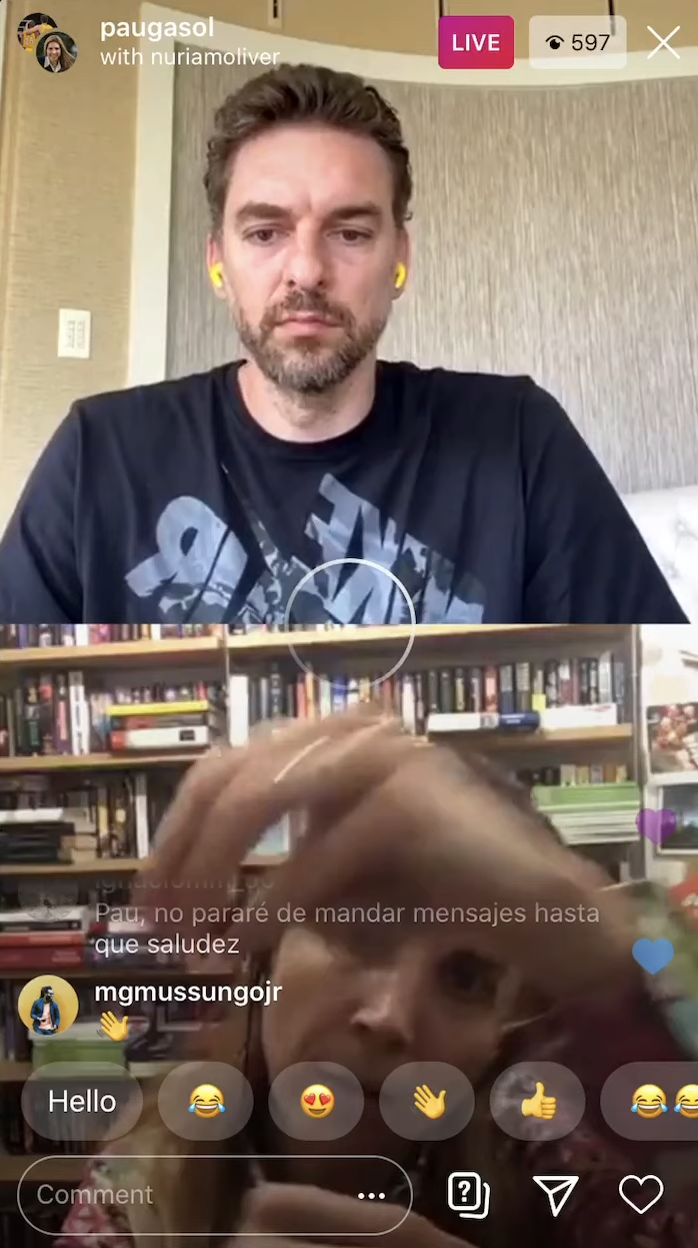 paugasol
with nuriamoliver
LIVE
597
Pau, no pararé de mandar mensajes hasta
que saludez
mgmussungojr
Hello
Comment